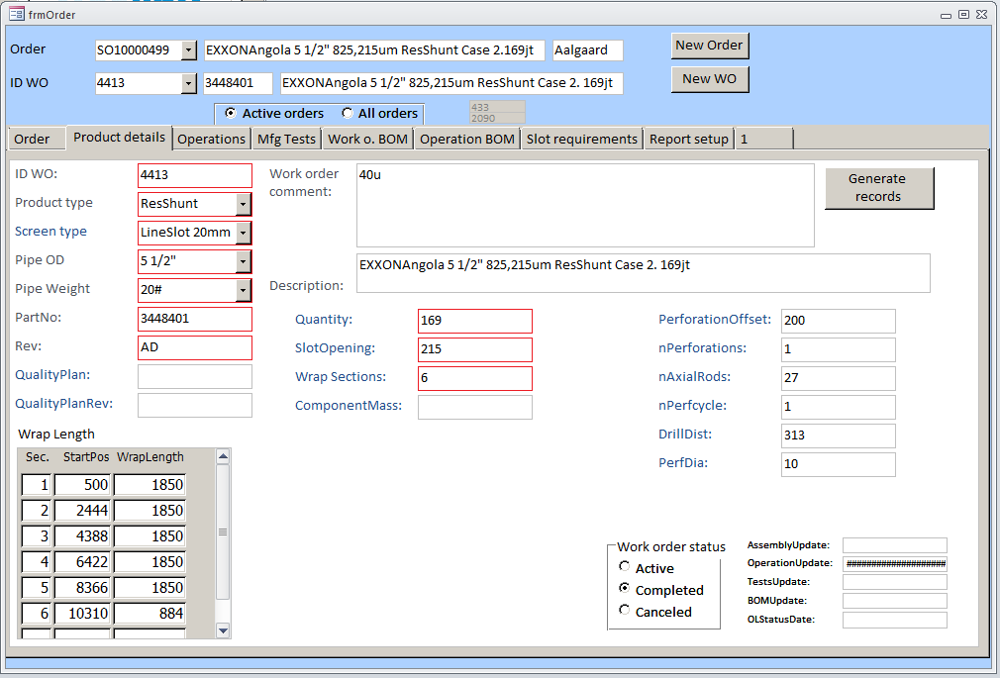 frmOrder
Order SO10000499 EXXONAngola 5 1/2" 825,215um ResShunt Case 2.169jt Aalgaard New Order
ID WO 4413 3448401 EXXONAngola 5 1/2" 825,215um ResShunt Case 2. 169jt New WO
Active orders All orders 433
2090
Order Product details Operations Mfg Tests Work o. BOM Operation BOM Slot requirements Report setup 1
ID WO: 4413
Product type ResShunt
Screen type LineSlot 20mm
Pipe OD 5 1/2"
Pipe Weight 20#
PartNo: 3448401
Rev: AD
QualityPlan:
QualityPlanRev:
Work order
comment:
40u
Generate
records
Description: EXXONAngola 5 1/2" 825,215um ResShunt Case 2. 169jt
Quantity: 169
SlotOpening: 215
Wrap Sections: 6
ComponentMass:
PerforationOffset: 200
nPerforations: 1
nAxialRods: 27
nPerfcycle: 1
DrillDist: 313
PerfDia: 10
Wrap Length
Sec. StartPos WrapLength
1 500 1850
2 2444 1850
3 4388 1850
4 6422 1850
5 8366 1850
6 10310 884
Work order status
Active
Completed
Canceled
AssemblyUpdate:
OperationUpdate: ####################
TestsUpdate:
BOMUpdate:
OLStatusDate: